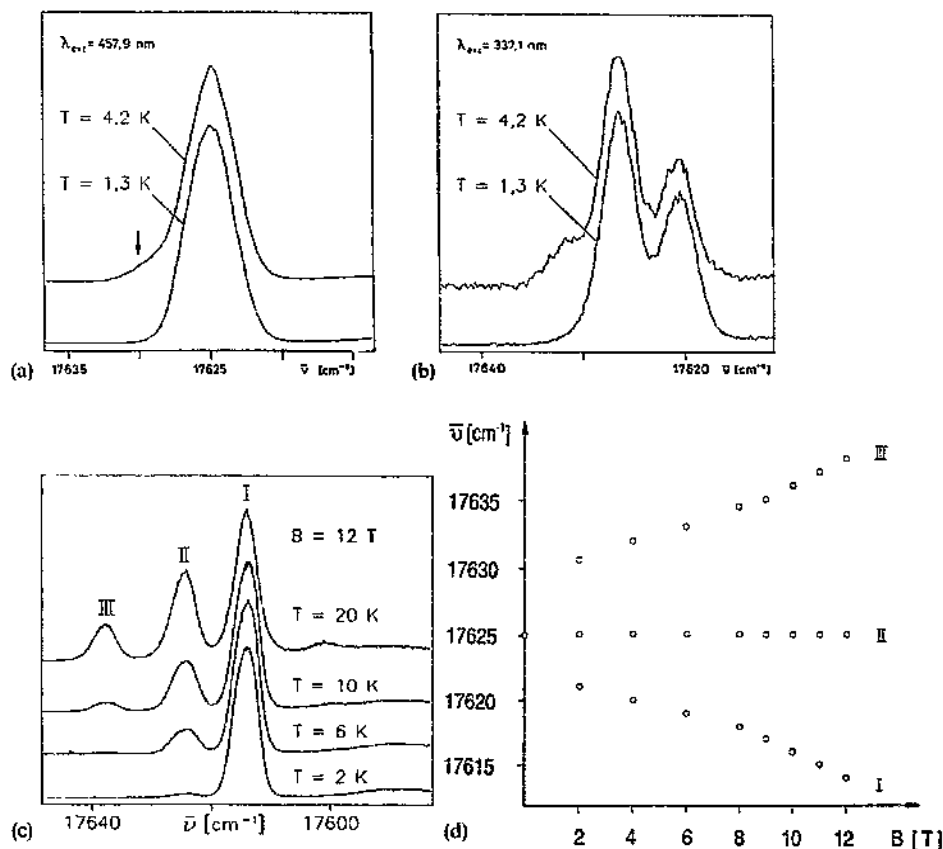 λexc = 457,9 nm
T = 4.2 K
T = 1,3 K
(a)
17635
17625
ν̄ [cm⁻¹]
λexc = 337,1 nm
T = 4,2 K
T = 1,3 K
(b)
17640
17620
ν̄ [cm⁻¹]
I
B = 12 T
II
III
T = 20 K
T = 10 K
T = 6 K
T = 2 K
(c)
17640
ν̄ [cm⁻¹]
17600
ν̄ [cm⁻¹]
III
17635
17630
17625
II
17620
17615
I
(d)
2
4
6
8
10
12
B [T]